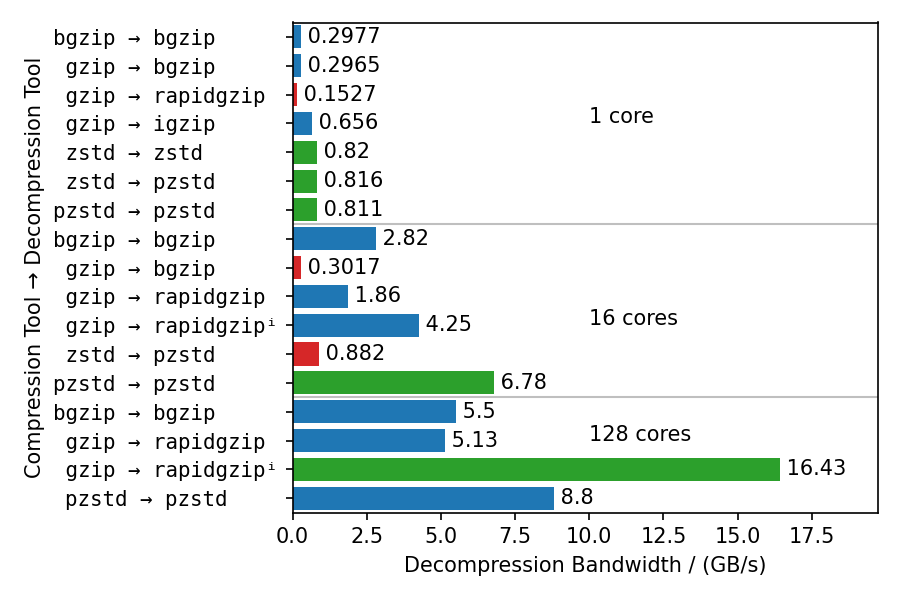 Compression Tool → Decompression Tool
bgzip → bgzip 0.2977
gzip → bgzip 0.2965
gzip → rapidgzip 0.1527
gzip → igzip 0.656
1 core
zstd → zstd 0.82
zstd → pzstd 0.816
pzstd → pzstd 0.811
bgzip → bgzip 2.82
gzip → bgzip 0.3017
gzip → rapidgzip 1.86
gzip → rapidgzipⁱ 4.25
16 cores
zstd → pzstd 0.882
pzstd → pzstd 6.78
bgzip → bgzip 5.5
gzip → rapidgzip 5.13
128 cores
gzip → rapidgzipⁱ 16.43
pzstd → pzstd 8.8
0.0 2.5 5.0 7.5 10.0 12.5 15.0 17.5
Decompression Bandwidth / (GB/s)